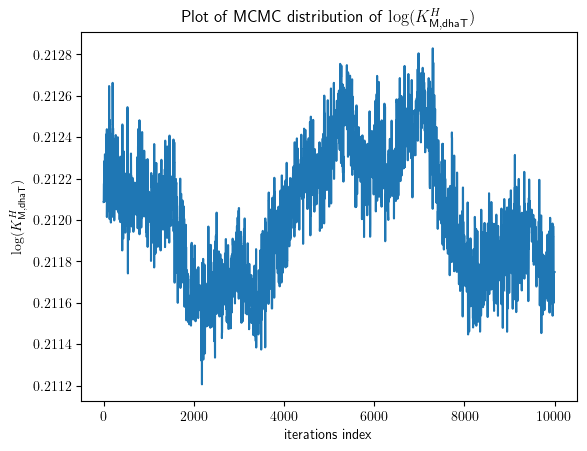 Plot of MCMC distribution of log(K^H_M,dhaT)
log(K^H_M,dhaT)
0.2128
0.2126
0.2124
0.2122
0.2120
0.2118
0.2116
0.2114
0.2112
0 2000 4000 6000 8000 10000
iterations index